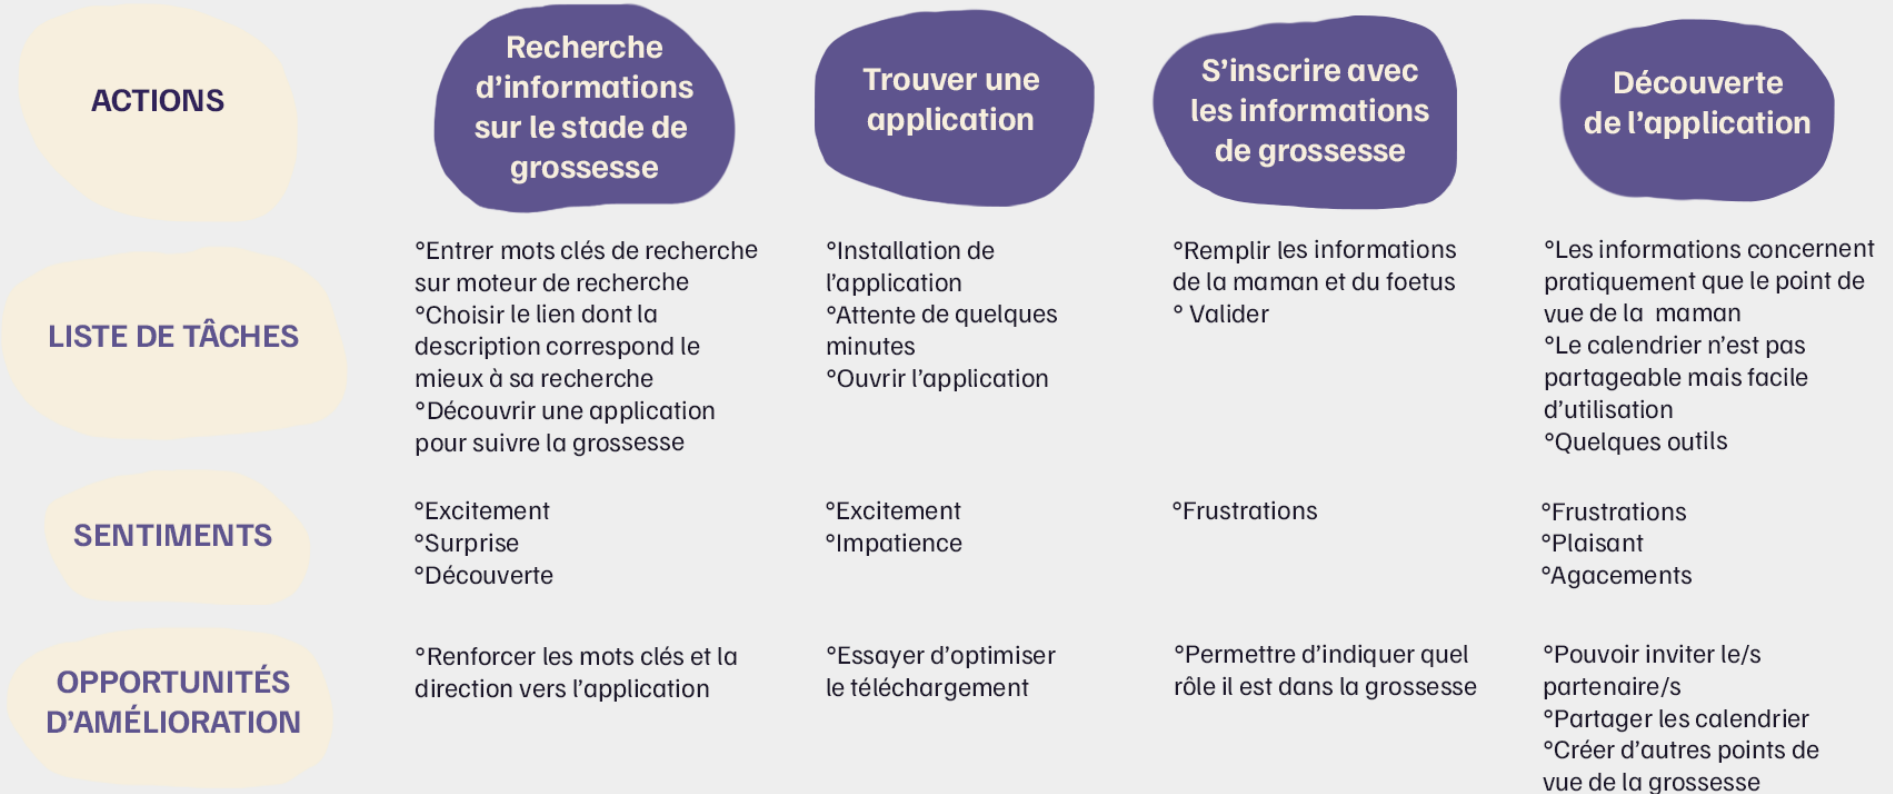 ACTIONS
Recherche
d’informations
sur le stade de
grossesse
Trouver une
application
S’inscrire avec
les informations
de grossesse
Découverte
de l’application
LISTE DE TÂCHES
°Entrer mots clés de recherche
sur moteur de recherche
°Choisir le lien dont la
description correspond le
mieux à sa recherche
°Découvrir une application
pour suivre la grossesse
°Installation de
l’application
°Attente de quelques
minutes
°Ouvrir l’application
°Remplir les informations
de la maman et du foetus
° Valider
°Les informations concernent
pratiquement que le point de
vue de la  maman
°Le calendrier n’est pas
partageable mais facile
d’utilisation
°Quelques outils
SENTIMENTS
°Excitement
°Surprise
°Découverte
°Excitement
°Impatience
°Frustrations
°Frustrations
°Plaisant
°Agacements
OPPORTUNITÉS
D’AMÉLIORATION
°Renforcer les mots clés et la
direction vers l’application
°Essayer d’optimiser
le téléchargement
°Permettre d’indiquer quel
rôle il est dans la grossesse
°Pouvoir inviter le/s
partenaire/s
°Partager les calendrier
°Créer d’autres points de
vue de la grossesse